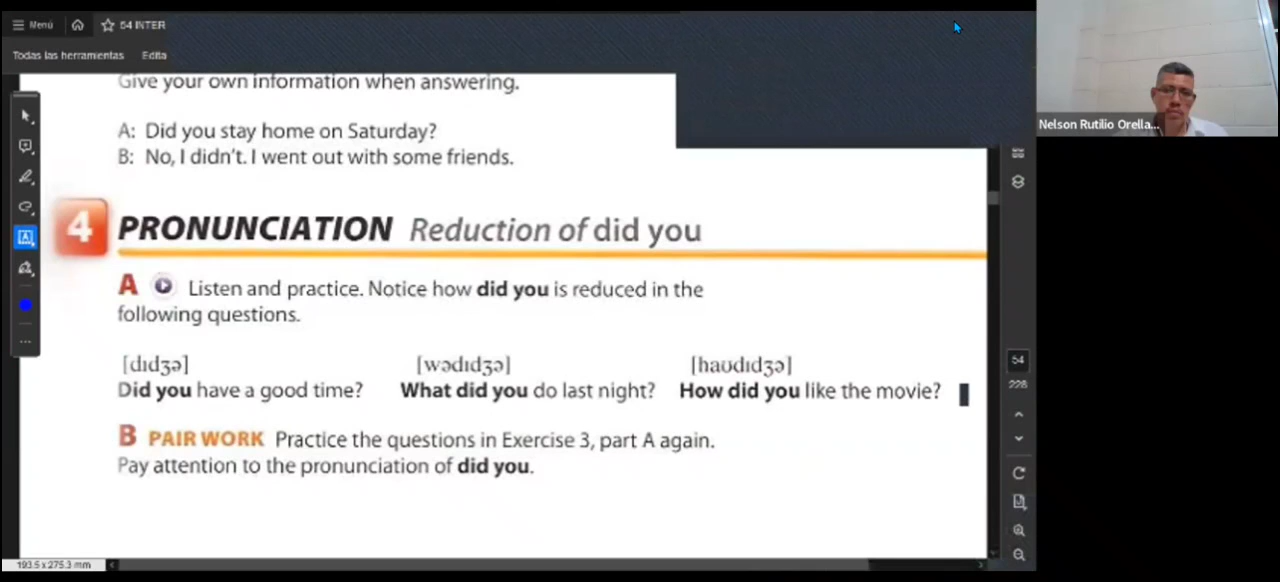 Menú
54 INTER
Todas las herramientas
Edita
Give your own information when answering.
A: Did you stay home on Saturday?
B: No, I didn't. I went out with some friends.
4 PRONUNCIATION Reduction of did you
A Listen and practice. Notice how did you is reduced in the
following questions.
[dɪdʒə] [wədɪdʒə] [haʊdɪdʒə]
Did you have a good time? What did you do last night? How did you like the movie?
B PAIR WORK Practice the questions in Exercise 3, part A again.
Pay attention to the pronunciation of did you.
54
228
193.5 x 275.3 mm
Nelson Rutilio Orella...